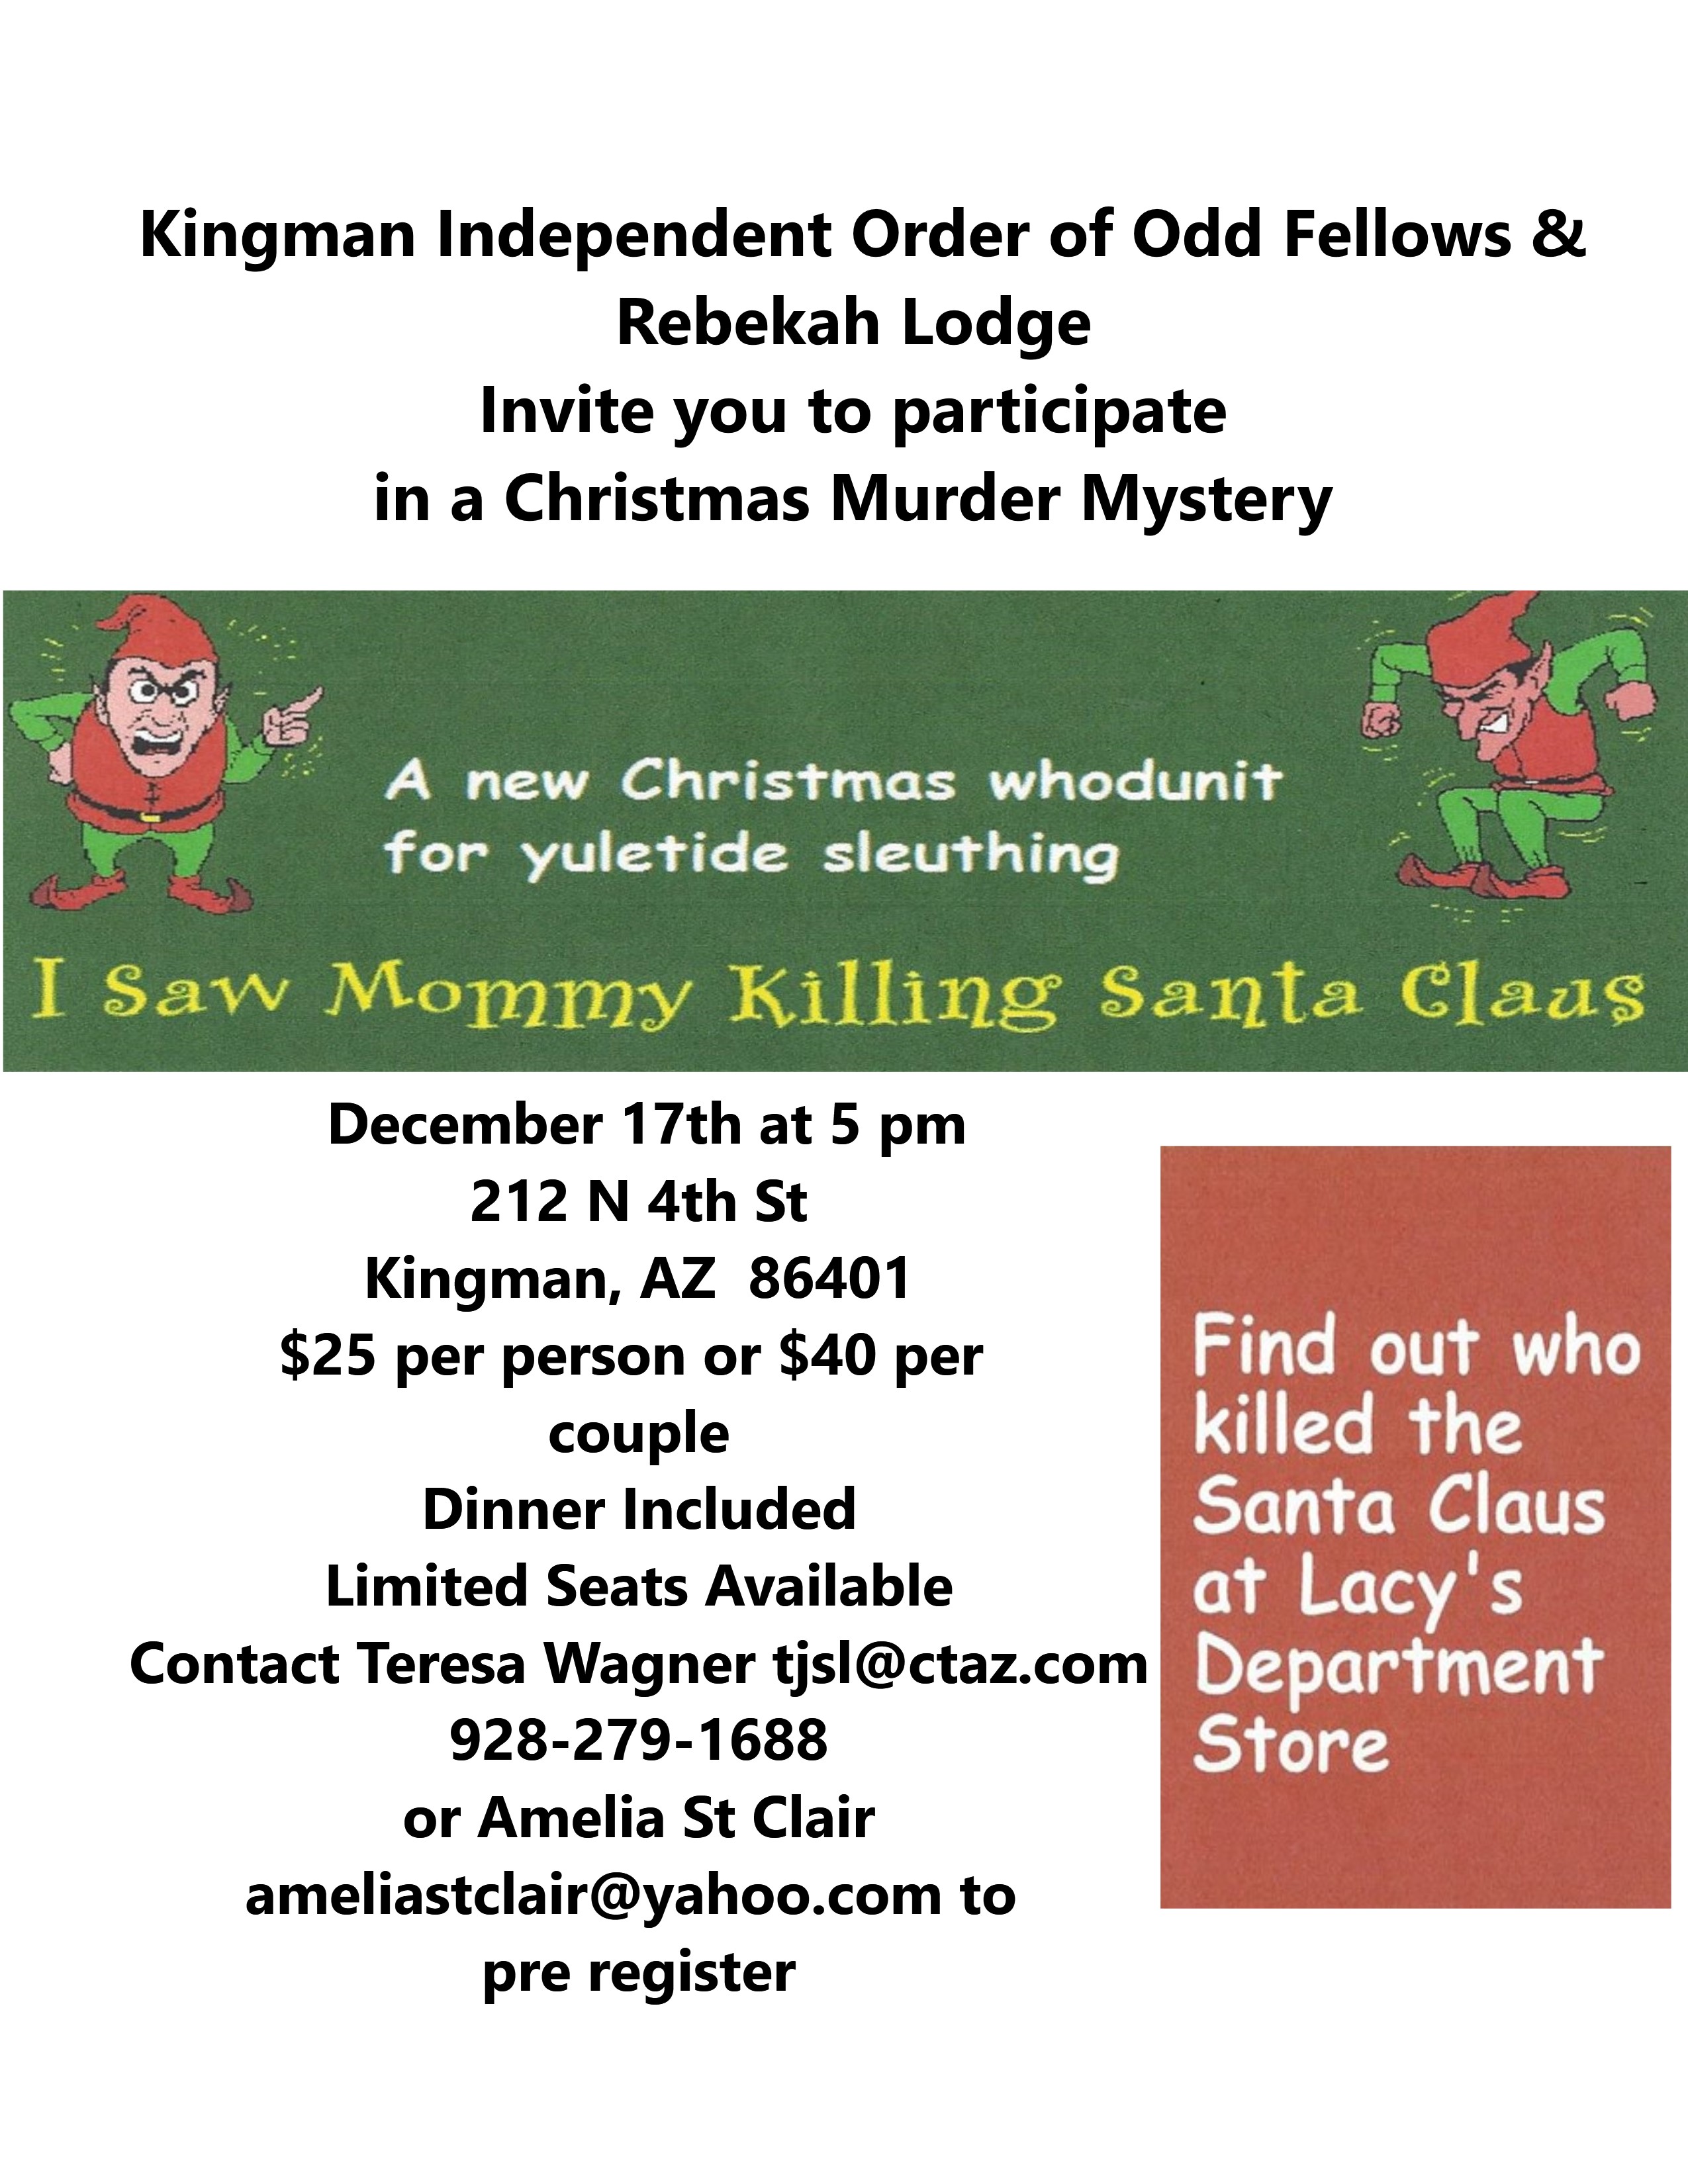 Kingman Independent Order of Odd Fellows &
Rebekah Lodge
Invite you to participate
in a Christmas Murder Mystery
A new Christmas whodunit
for yuletide sleuthing
I Saw Mommy Killing Santa Claus
December 17th at 5 pm
212 N 4th St
Kingman, AZ  86401
$25 per person or $40 per
couple
Dinner Included
Limited Seats Available
Contact Teresa Wagner tjsl@ctaz.com
928-279-1688
or Amelia St Clair
ameliastclair@yahoo.com to
pre register
Find out who
killed the
Santa Claus
at Lacy's
Department
Store